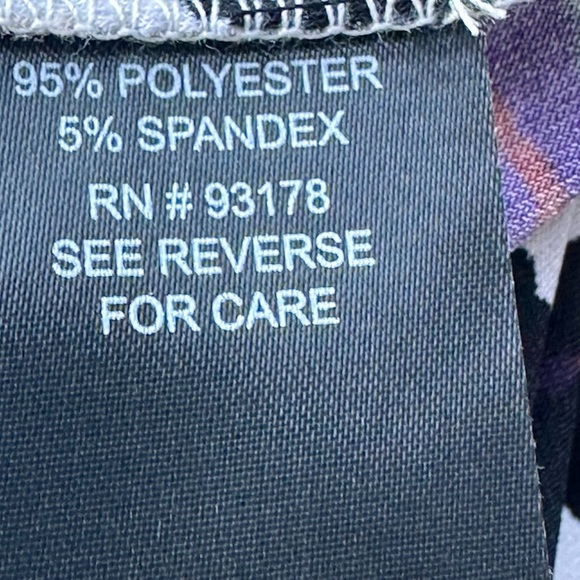 95% POLYESTER
5% SPANDEX
RN # 93178
SEE REVERSE
FOR CARE